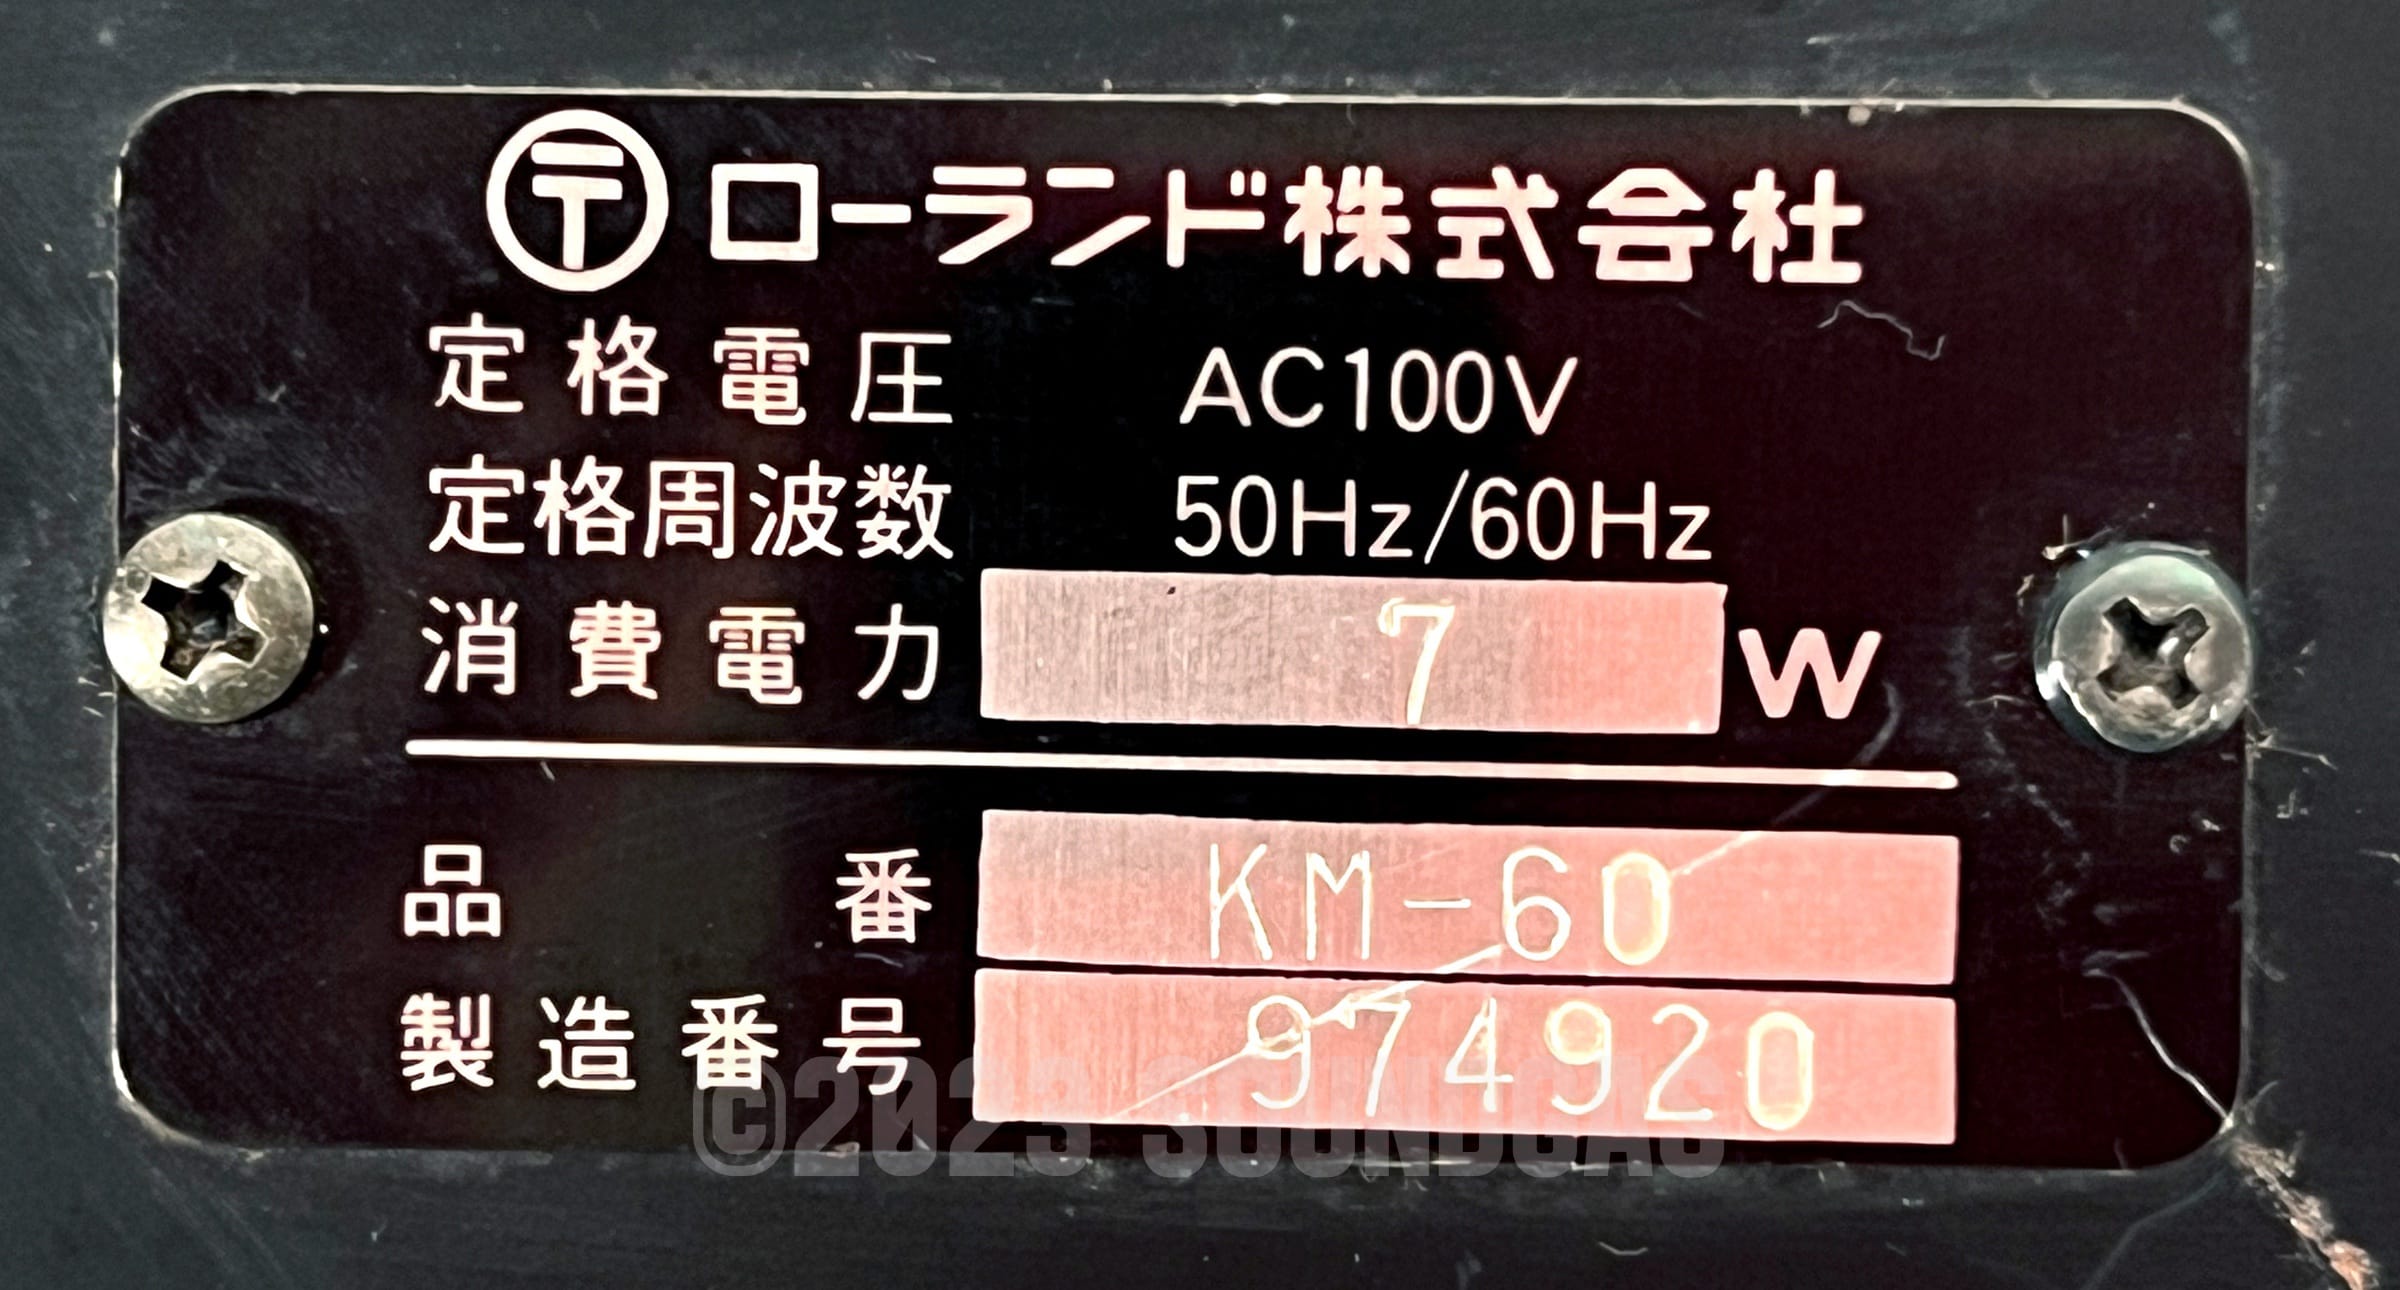 〶 ローランド株式会社
定格電圧 AC100V
定格周波数 50Hz/60Hz
消費電力 7 W
品番 KM-60
製造番号 974920
©2023 SOUNDGAS